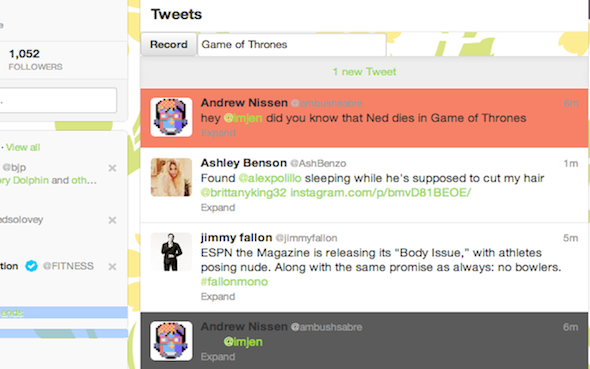 1,052
FOLLOWERS
· View all
@bjp
ory Dolphin and oth...
edsolovey
tion @FITNESS
Tweets
Record Game of Thrones
1 new Tweet
Andrew Nissen @ambushsabre 6m
hey @imjen did you know that Ned dies in Game of Thrones
Expand
Ashley Benson @AshBenzo 1m
Found @alexpolillo sleeping while he's supposed to cut my hair
@brittanyking32 instagram.com/p/bmvD81BEOE/
Expand
jimmy fallon @jimmyfallon 5m
ESPN the Magazine is releasing its "Body Issue," with athletes
posing nude. Along with the same promise as always: no bowlers.
#fallonmono
Expand
Andrew Nissen @ambushsabre 6m
@imjen
Expand